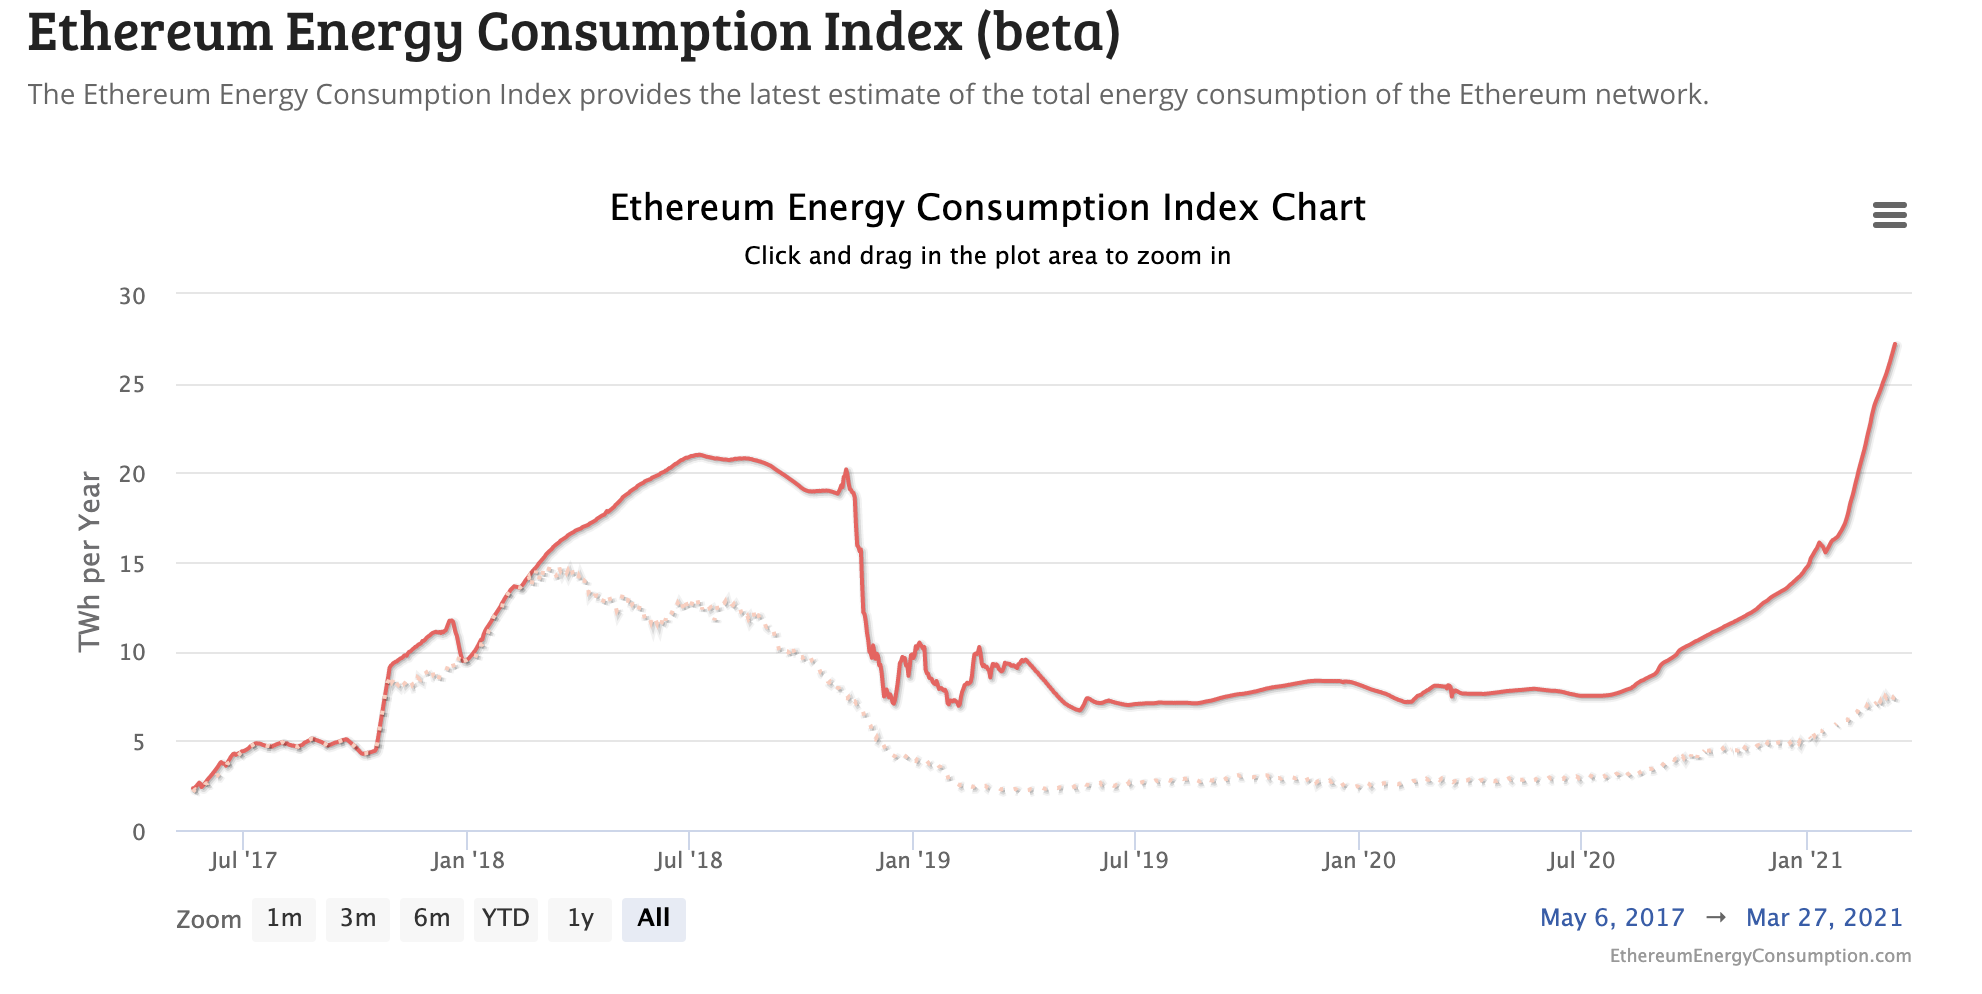 Ethereum Energy Consumption Index (beta)
The Ethereum Energy Consumption Index provides the latest estimate of the total energy consumption of the Ethereum network.
Ethereum Energy Consumption Index Chart
Click and drag in the plot area to zoom in
TWh per Year
30
25
20
15
10
5
0
Jul '17 Jan '18 Jul '18 Jan '19 Jul '19 Jan '20 Jul '20 Jan '21
Zoom 1m 3m 6m YTD 1y All May 6, 2017 → Mar 27, 2021
EthereumEnergyConsumption.com